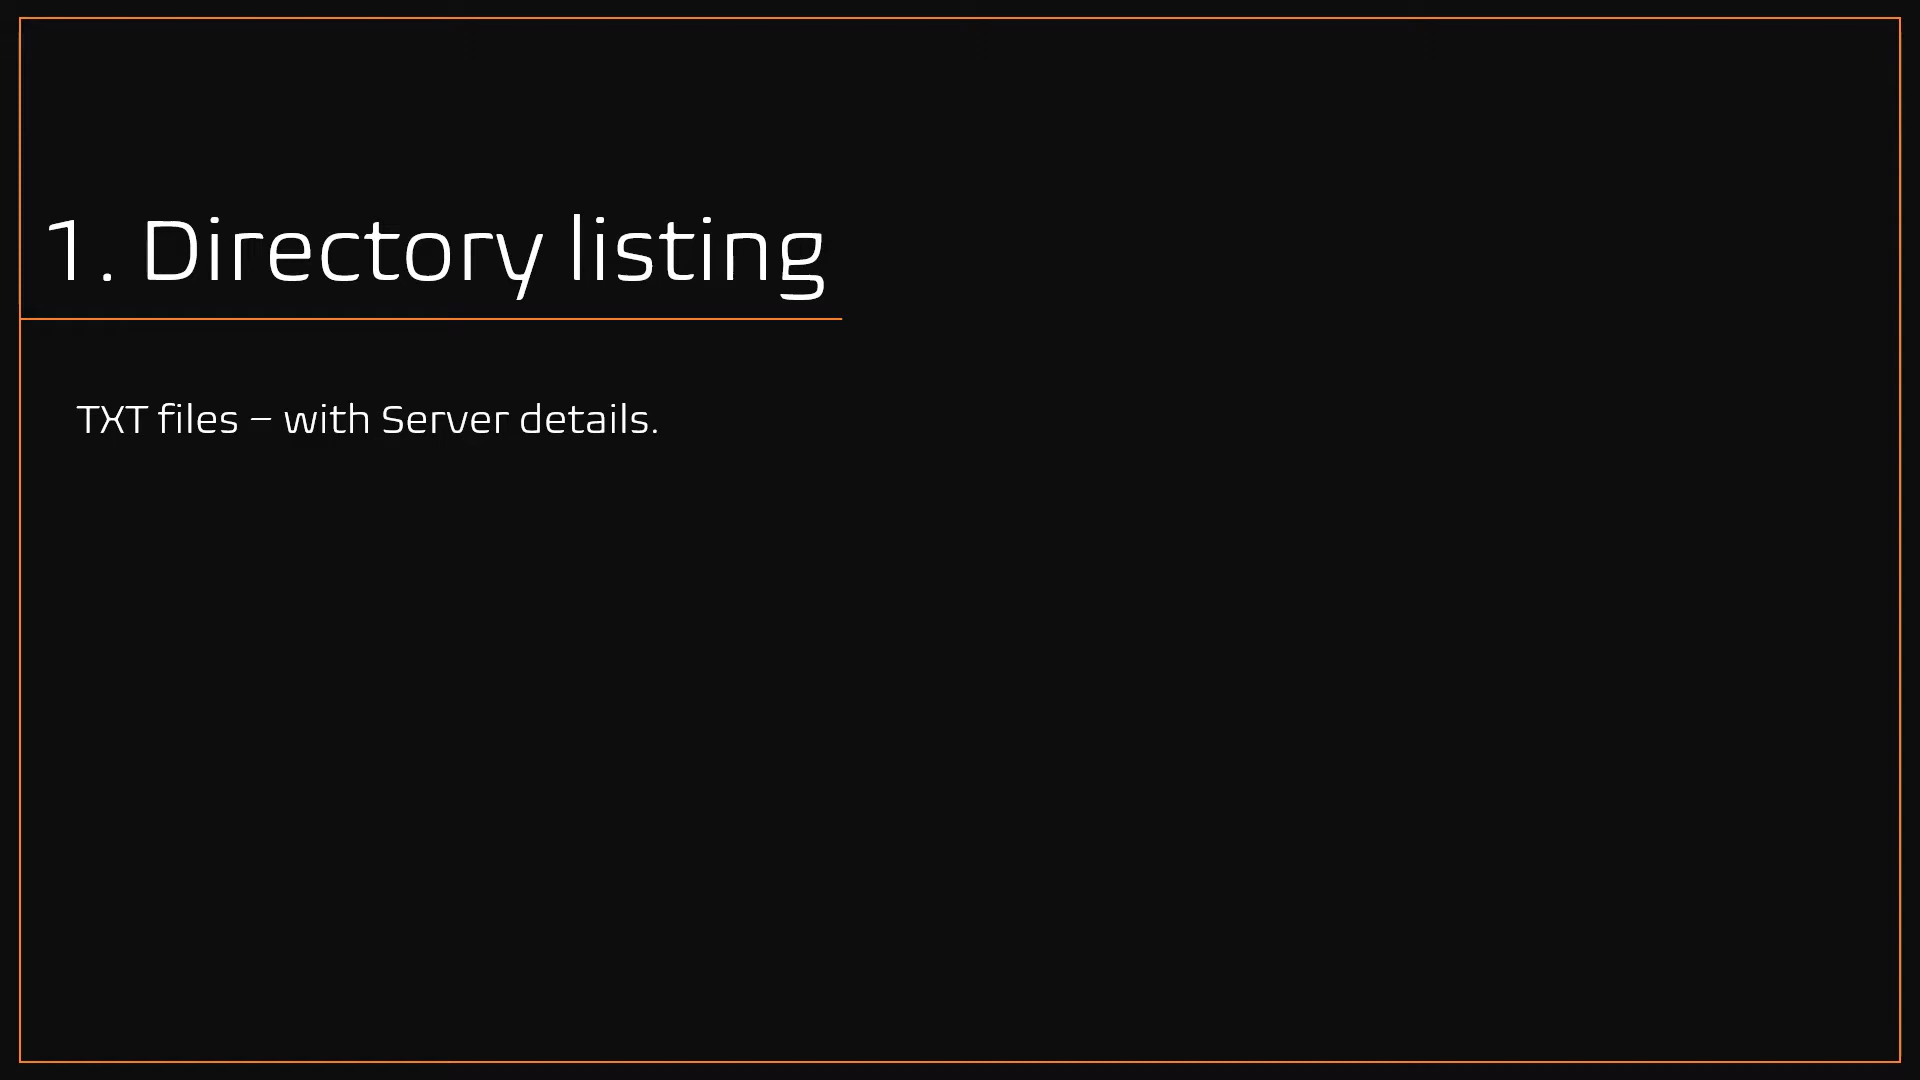 1. Directory listing
TXT files – with Server details.